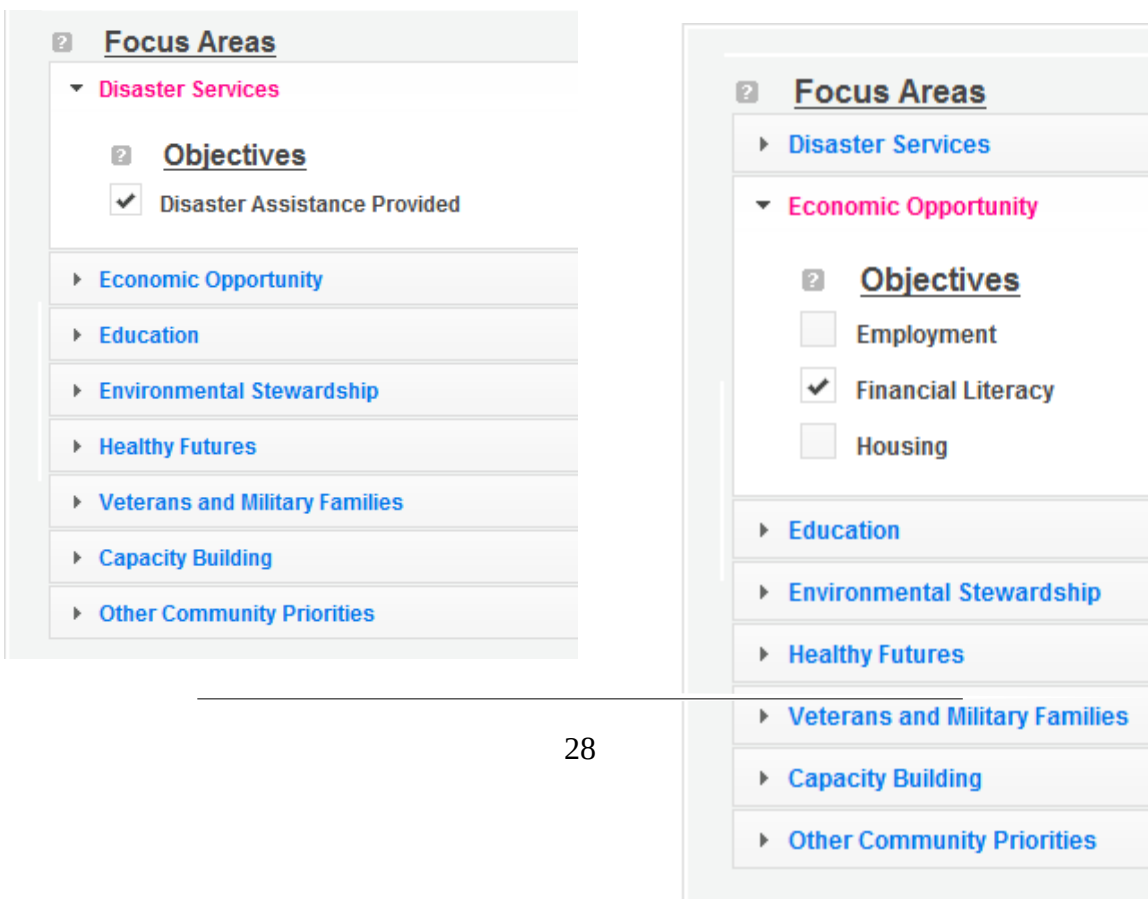 ? Focus Areas
Disaster Services
? Objectives
Disaster Assistance Provided
Economic Opportunity
Education
Environmental Stewardship
Healthy Futures
Veterans and Military Families
Capacity Building
Other Community Priorities
? Focus Areas
Disaster Services
Economic Opportunity
? Objectives
Employment
Financial Literacy
Housing
Education
Environmental Stewardship
Healthy Futures
Veterans and Military Families
Capacity Building
Other Community Priorities
28